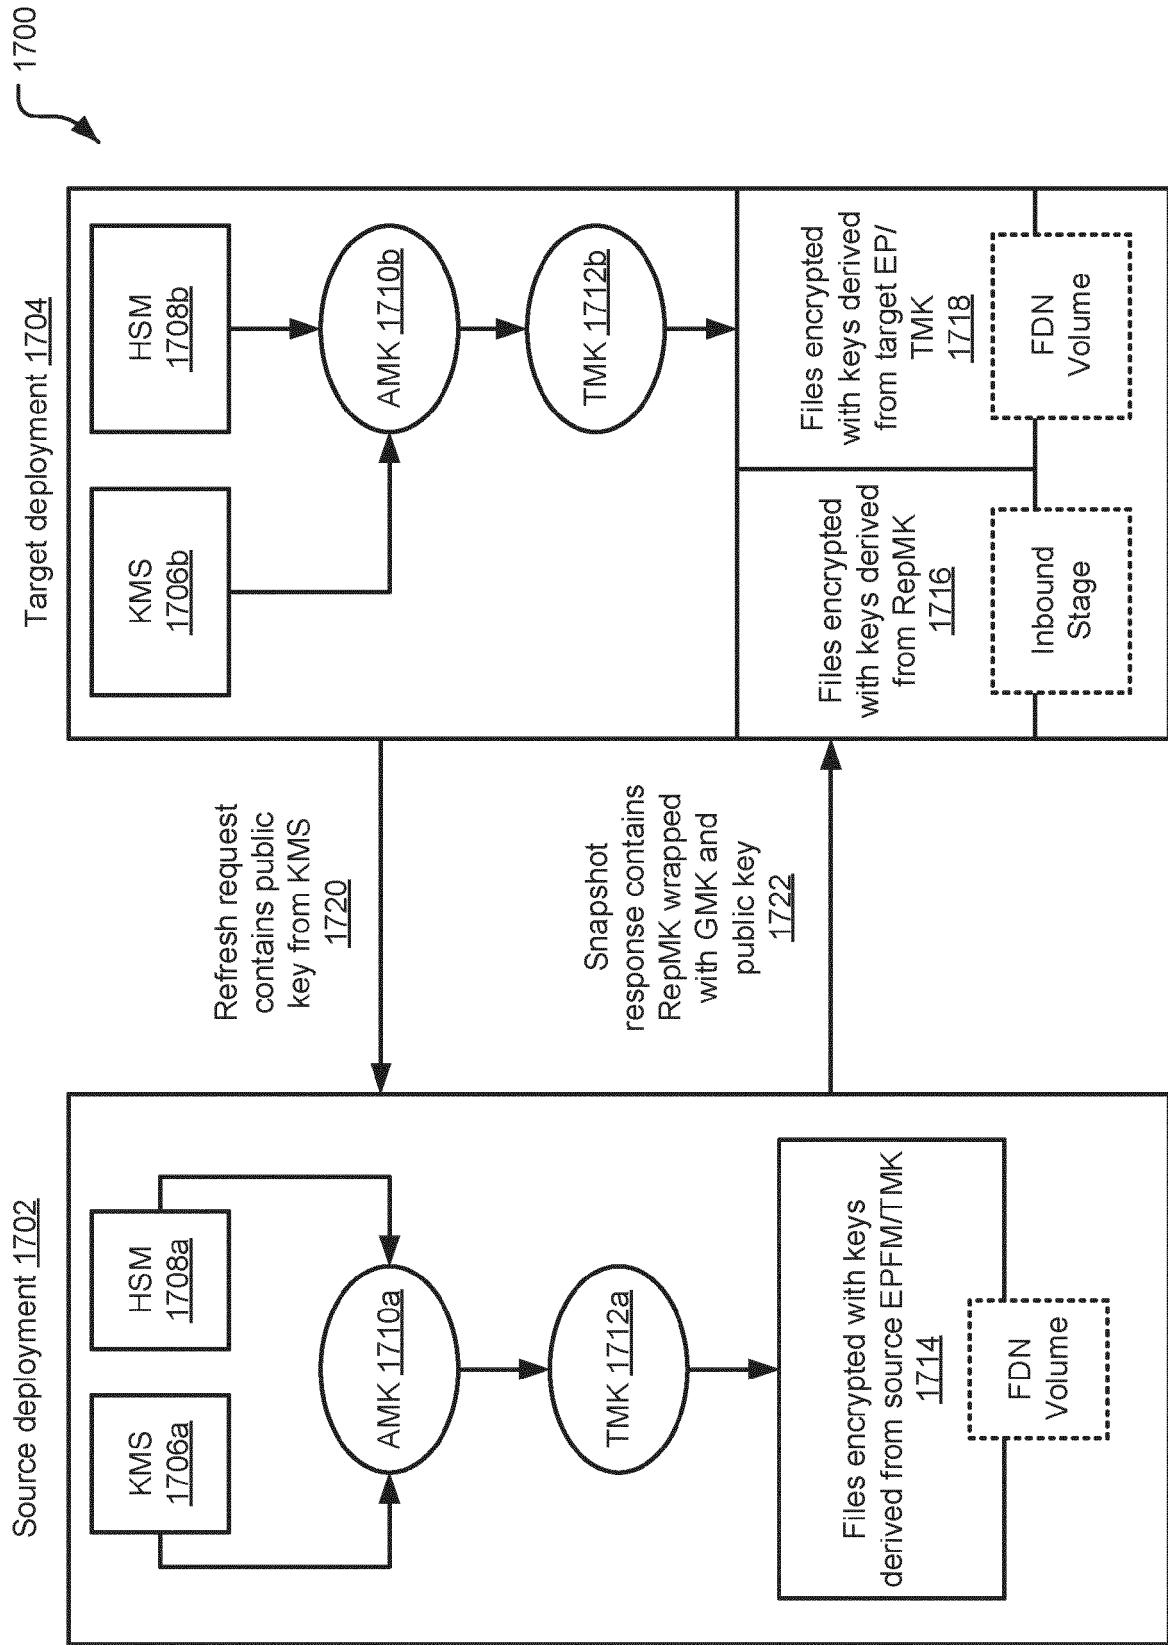 1700
Source deployment 1702
KMS
1706a
HSM
1708a
AMK 1710a
TMK 1712a
Files encrypted with keys
derived from source EPFM/TMK
1714
FDN
Volume
Refresh request
contains public
key from KMS
1720
Snapshot
response contains
RepMK wrapped
with GMK and
public key
1722
Target deployment 1704
KMS
1706b
HSM
1708b
AMK 1710b
TMK 1712b
Files encrypted
with keys derived
from RepMK
1716
Inbound
Stage
Files encrypted
with keys derived
from target EP/
TMK
1718
FDN
Volume